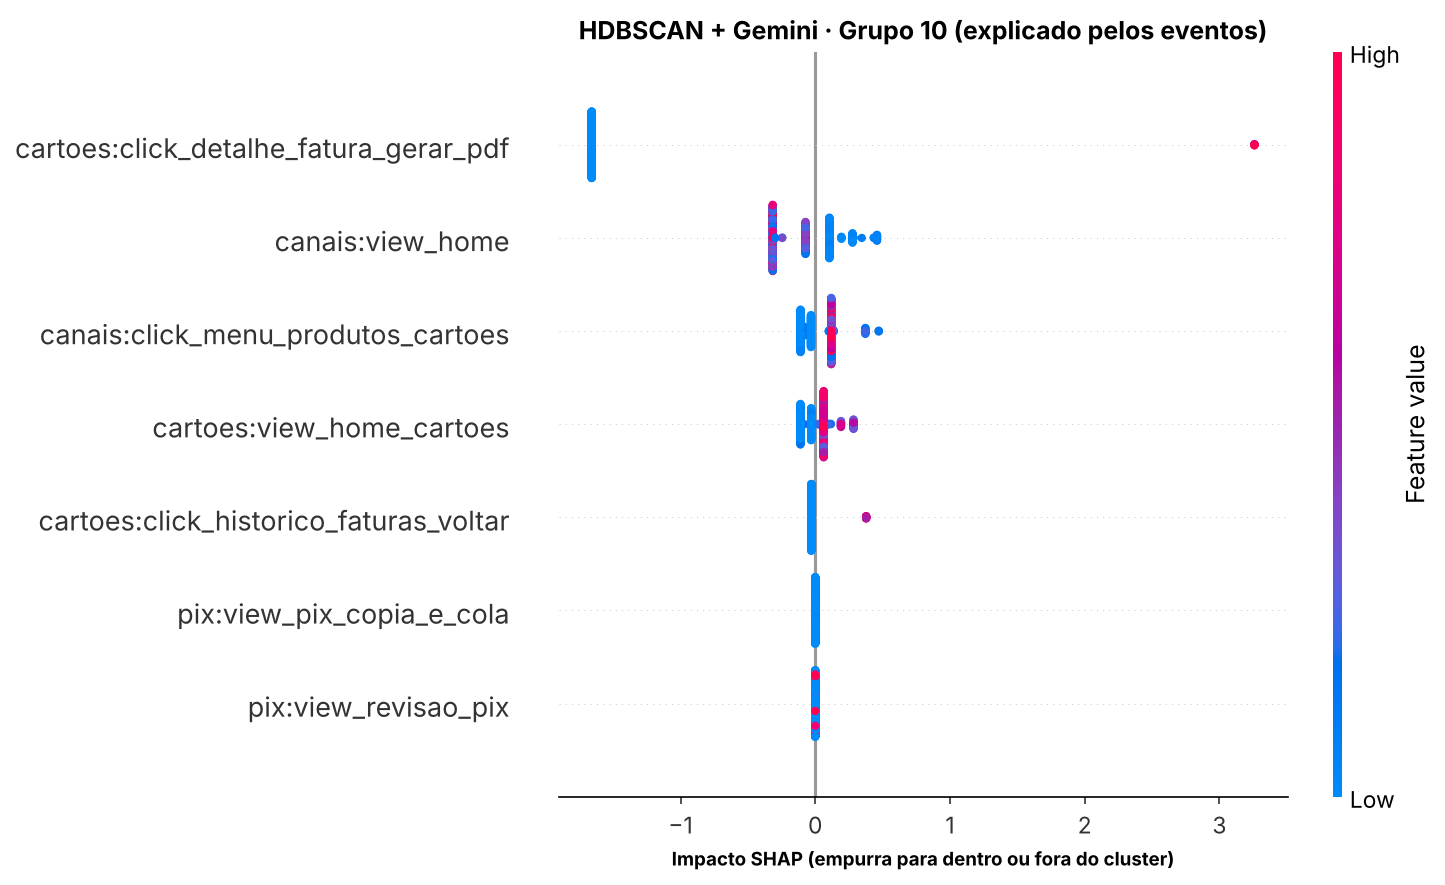 HDBSCAN + Gemini · Grupo 10 (explicado pelos eventos)
High
cartoes:click_detalhe_fatura_gerar_pdf
canais:view_home
canais:click_menu_produtos_cartoes
cartoes:view_home_cartoes
cartoes:click_historico_faturas_voltar
pix:view_pix_copia_e_cola
pix:view_revisao_pix
Feature value
Low
−1 0 1 2 3
Impacto SHAP (empurra para dentro ou fora do cluster)